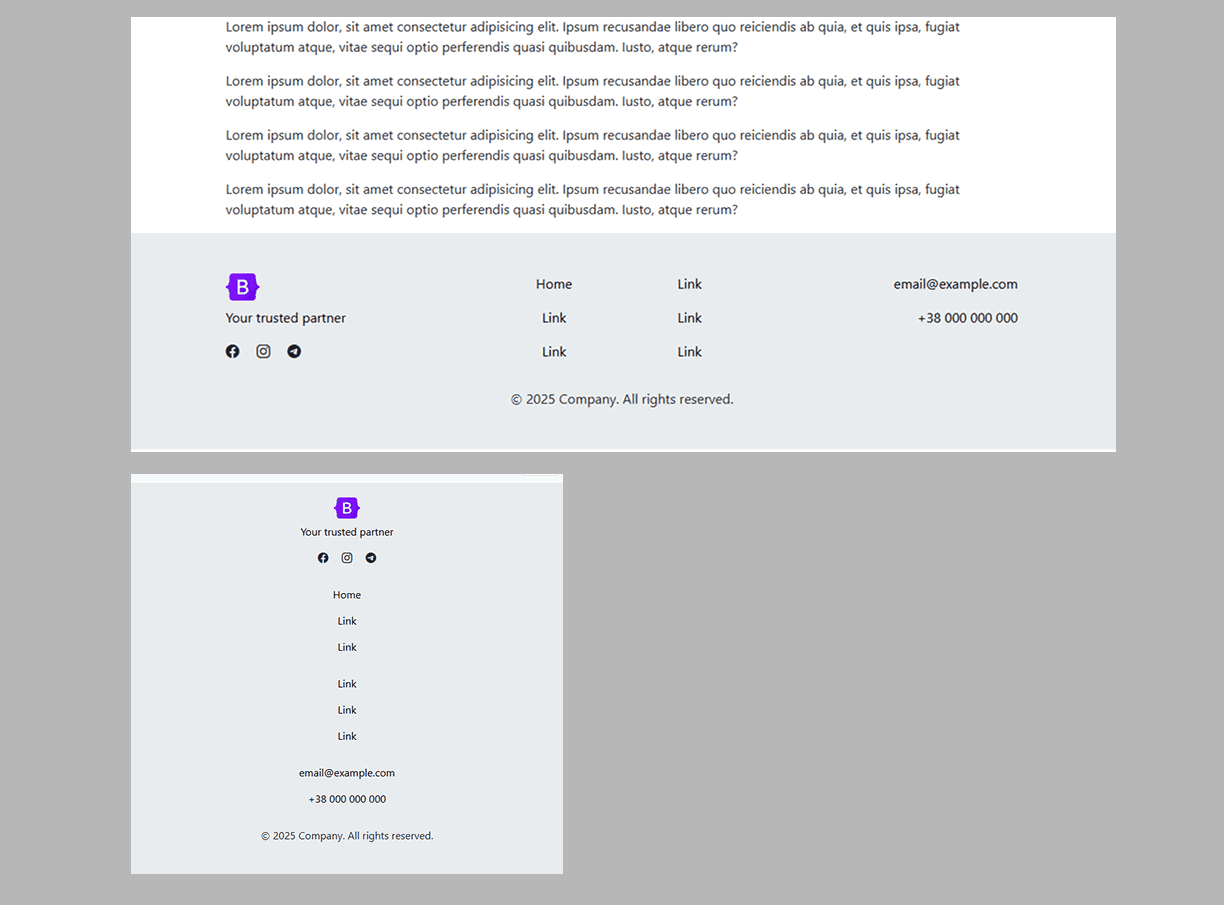 Lorem ipsum dolor, sit amet consectetur adipisicing elit. Ipsum recusandae libero quo reiciendis ab quia, et quis ipsa, fugiat
voluptatum atque, vitae sequi optio perferendis quasi quibusdam. Iusto, atque rerum?
Lorem ipsum dolor, sit amet consectetur adipisicing elit. Ipsum recusandae libero quo reiciendis ab quia, et quis ipsa, fugiat
voluptatum atque, vitae sequi optio perferendis quasi quibusdam. Iusto, atque rerum?
Lorem ipsum dolor, sit amet consectetur adipisicing elit. Ipsum recusandae libero quo reiciendis ab quia, et quis ipsa, fugiat
voluptatum atque, vitae sequi optio perferendis quasi quibusdam. Iusto, atque rerum?
Lorem ipsum dolor, sit amet consectetur adipisicing elit. Ipsum recusandae libero quo reiciendis ab quia, et quis ipsa, fugiat
voluptatum atque, vitae sequi optio perferendis quasi quibusdam. Iusto, atque rerum?
B
Your trusted partner
Home
Link
Link
Link
Link
Link
email@example.com
+38 000 000 000
© 2025 Company. All rights reserved.
B
Your trusted partner
Home
Link
Link
Link
Link
Link
email@example.com
+38 000 000 000
© 2025 Company. All rights reserved.